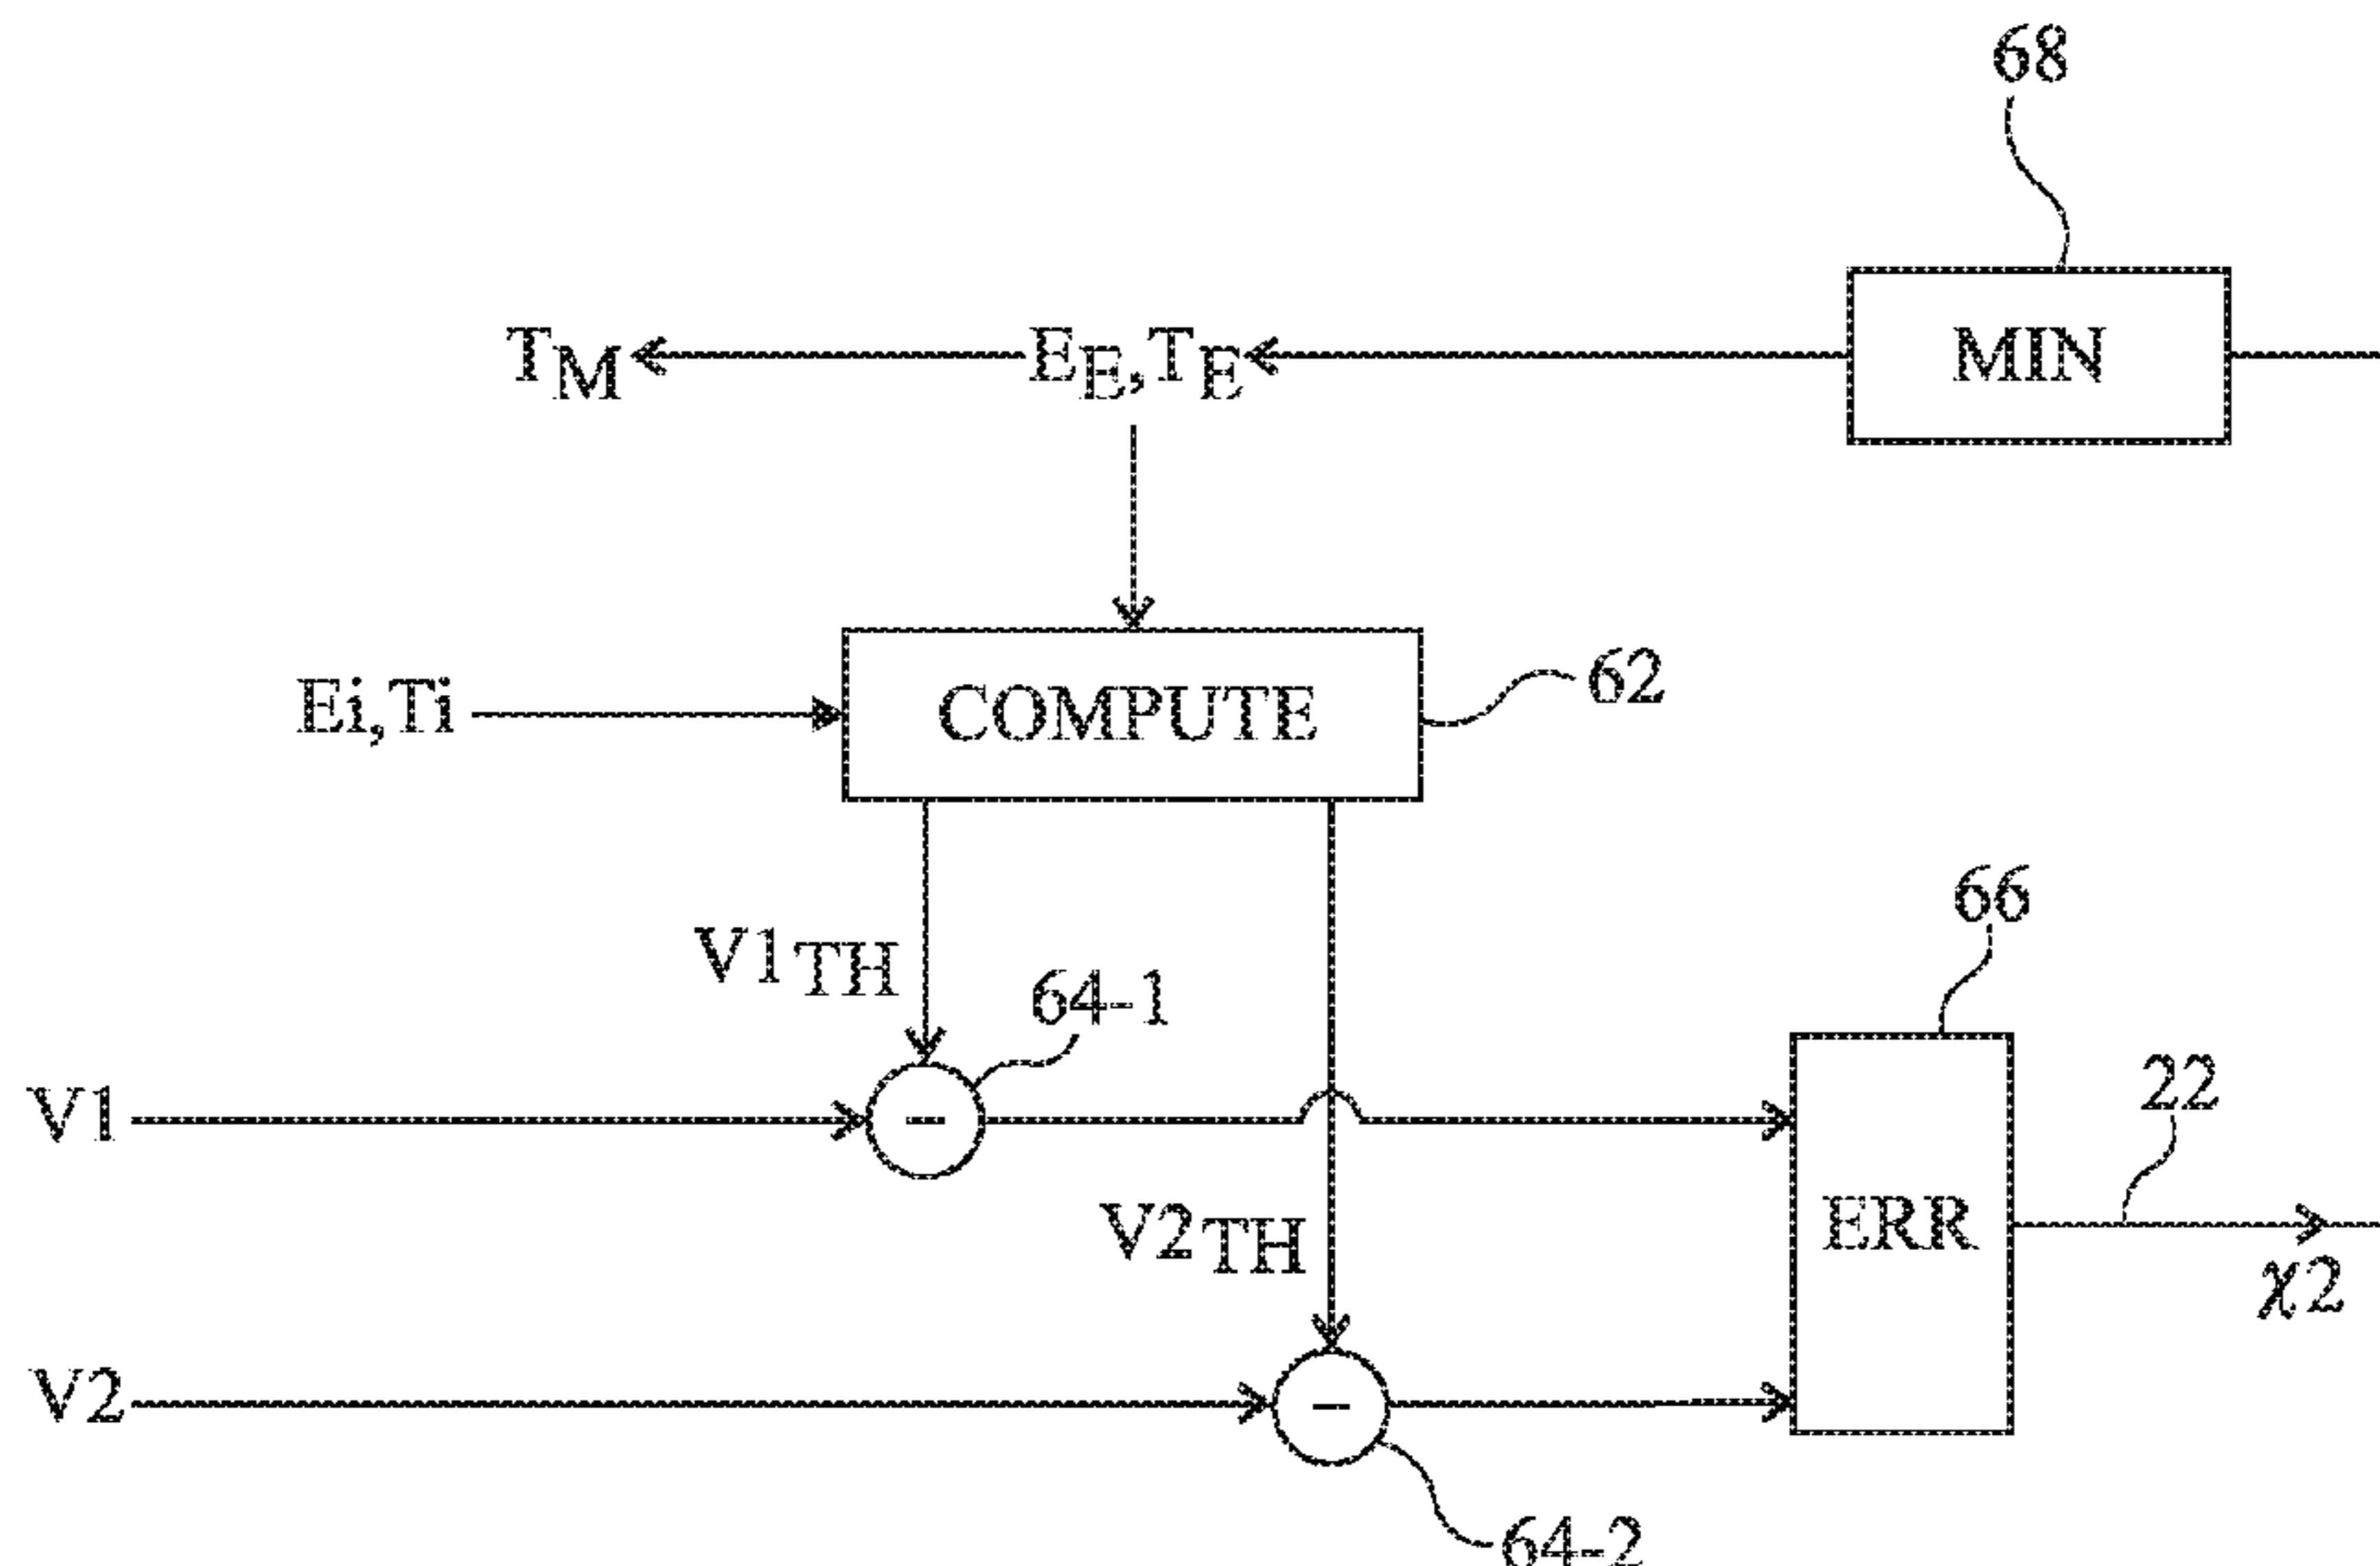 68
MIN
TM
EE,TE
Ei,Ti
COMPUTE
62
V1TH
64-1
66
V1
22
V2TH
ERR
χ2
V2
64-2